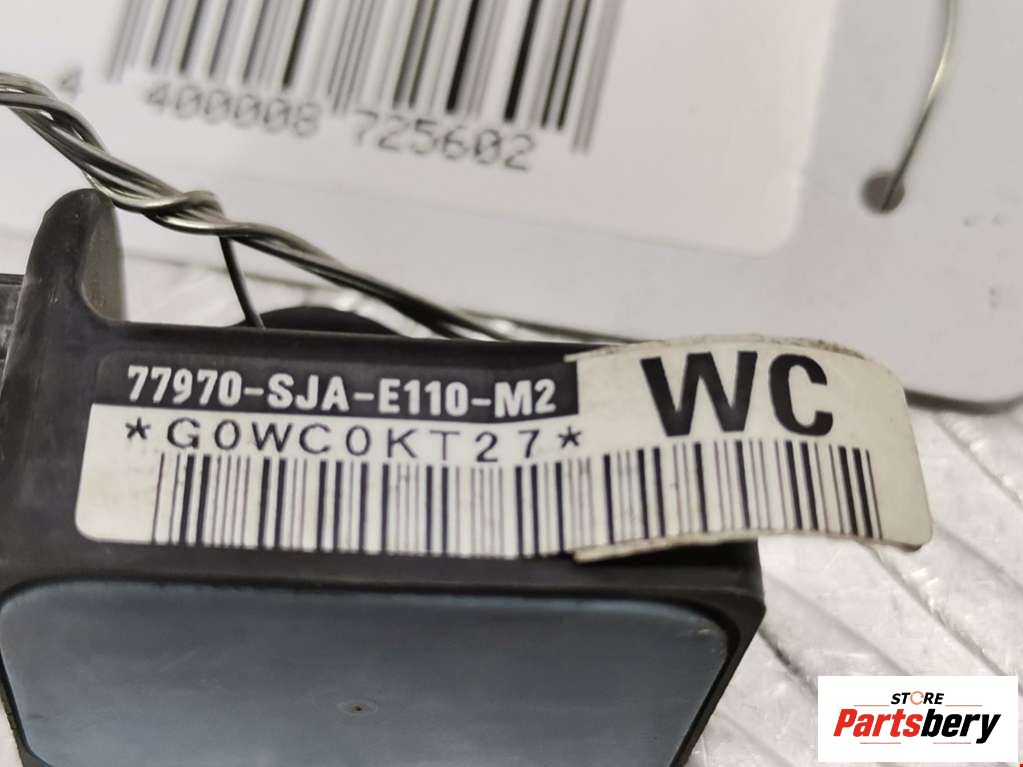 4 400008 725602
77970-SJA-E110-M2
WC
*G0WC0KT27*
STORE
Partsbery